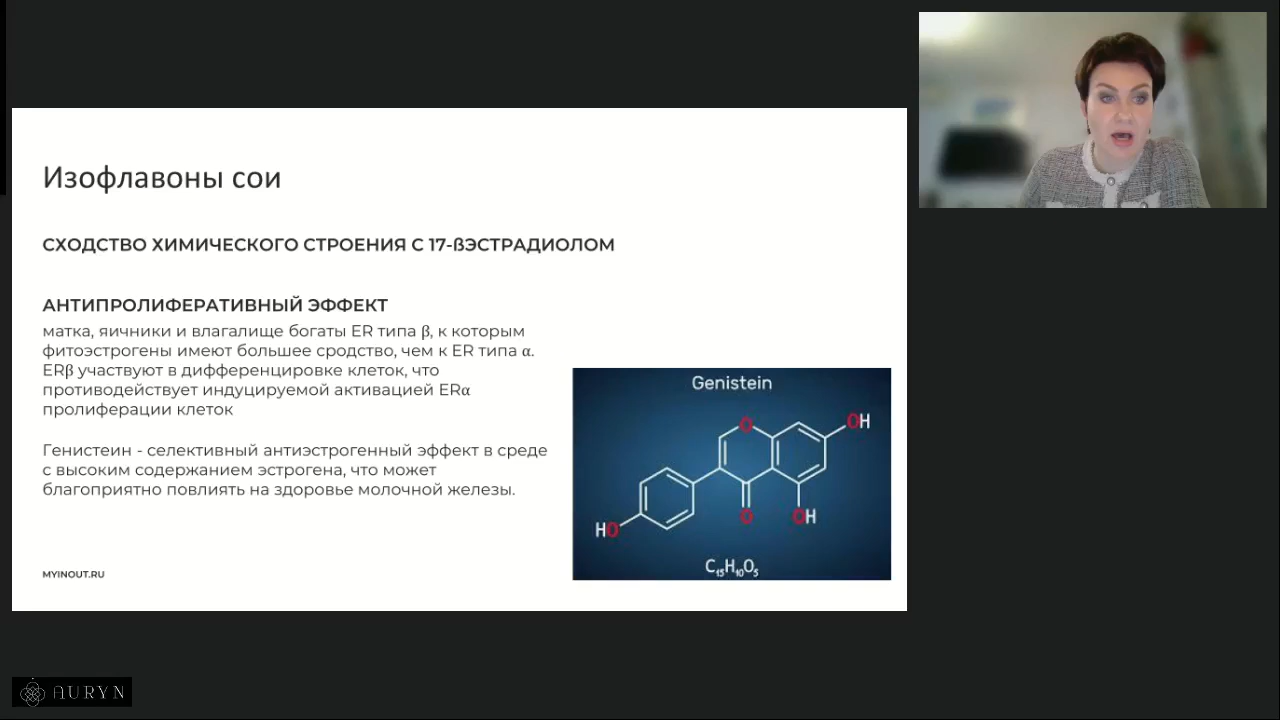 Изофлавоны сои
СХОДСТВО ХИМИЧЕСКОГО СТРОЕНИЯ С 17-ßЭСТРАДИОЛОМ
АНТИПРОЛИФЕРАТИВНЫЙ ЭФФЕКТ
матка, яичники и влагалище богаты ER типа β, к которым
фитоэстрогены имеют большее сродство, чем к ER типа α.
ERβ участвуют в дифференцировке клеток, что
противодействует индуцируемой активацией ERα
пролиферации клеток
Генистеин - селективный антиэстрогенный эффект в среде
с высоким содержанием эстрогена, что может
благоприятно повлиять на здоровье молочной железы.
Genistein
O
OH
HO
O
OH
C₁₅H₁₀O₅
MYINOUT.RU
AURYN